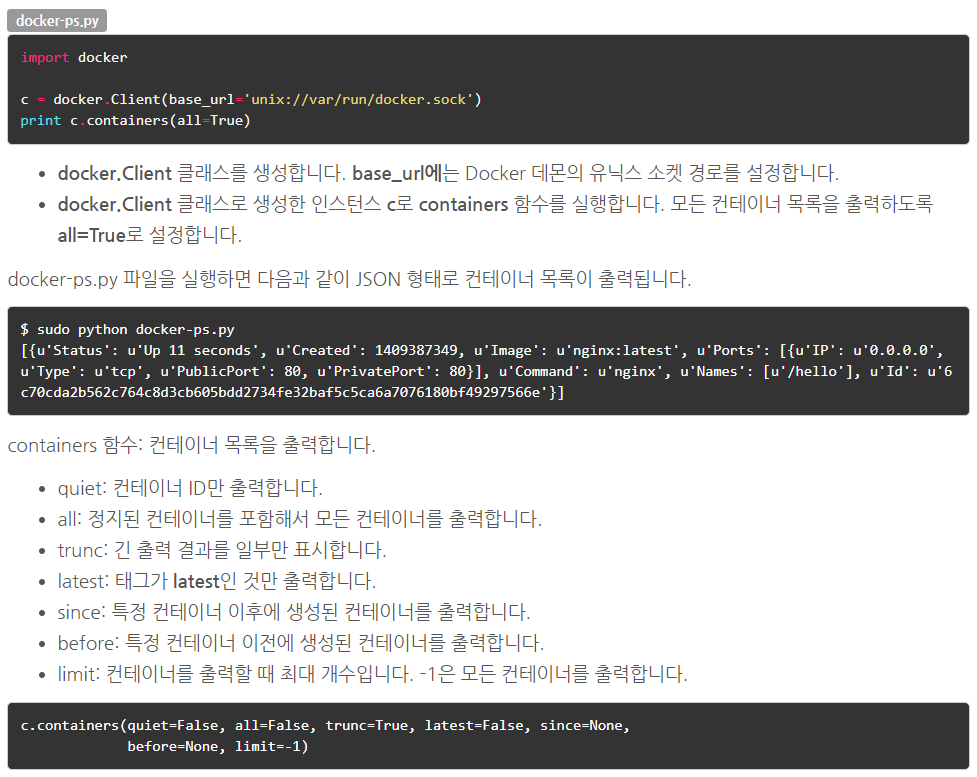 docker-ps.py
import docker
c = docker.Client(base_url='unix://var/run/docker.sock')
print c.containers(all=True)
• docker.Client 클래스를 생성합니다. base_url에는 Docker 데몬의 유닉스 소켓 경로를 설정합니다.
• docker.Client 클래스로 생성한 인스턴스 c로 containers 함수를 실행합니다. 모든 컨테이너 목록을 출력하도록
all=True로 설정합니다.
docker-ps.py 파일을 실행하면 다음과 같이 JSON 형태로 컨테이너 목록이 출력됩니다.
$ sudo python docker-ps.py
[{u'Status': u'Up 11 seconds', u'Created': 1409387349, u'Image': u'nginx:latest', u'Ports': [{u'IP': u'0.0.0.0',
u'Type': u'tcp', u'PublicPort': 80, u'PrivatePort': 80}], u'Command': u'nginx', u'Names': [u'/hello'], u'Id': u'6
c70cda2b562c764c8d3cb605bdd2734fe32baf5c5ca6a7076180bf49297566e'}]
containers 함수: 컨테이너 목록을 출력합니다.
• quiet: 컨테이너 ID만 출력합니다.
• all: 정지된 컨테이너를 포함해서 모든 컨테이너를 출력합니다.
• trunc: 긴 출력 결과를 일부만 표시합니다.
• latest: 태그가 latest인 것만 출력합니다.
• since: 특정 컨테이너 이후에 생성된 컨테이너를 출력합니다.
• before: 특정 컨테이너 이전에 생성된 컨테이너를 출력합니다.
• limit: 컨테이너를 출력할 때 최대 개수입니다. -1은 모든 컨테이너를 출력합니다.
c.containers(quiet=False, all=False, trunc=True, latest=False, since=None,
before=None, limit=-1)